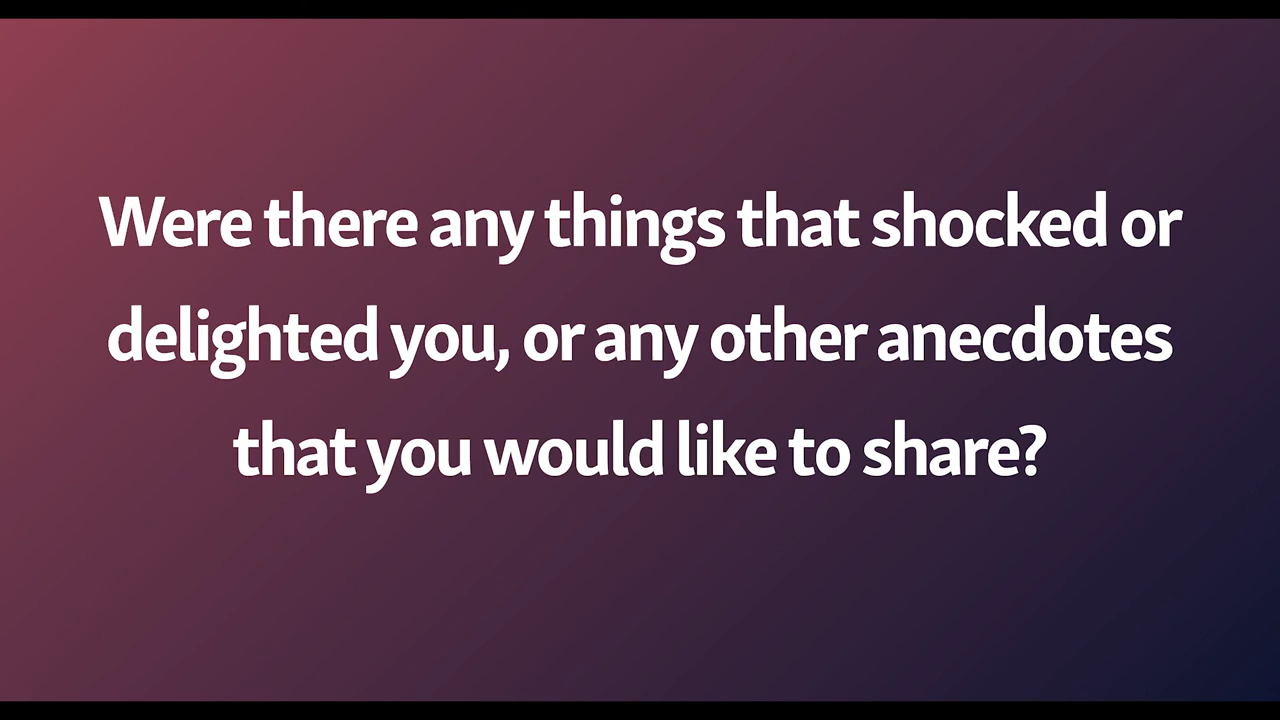 Were there any things that shocked or
delighted you, or any other anecdotes
that you would like to share?